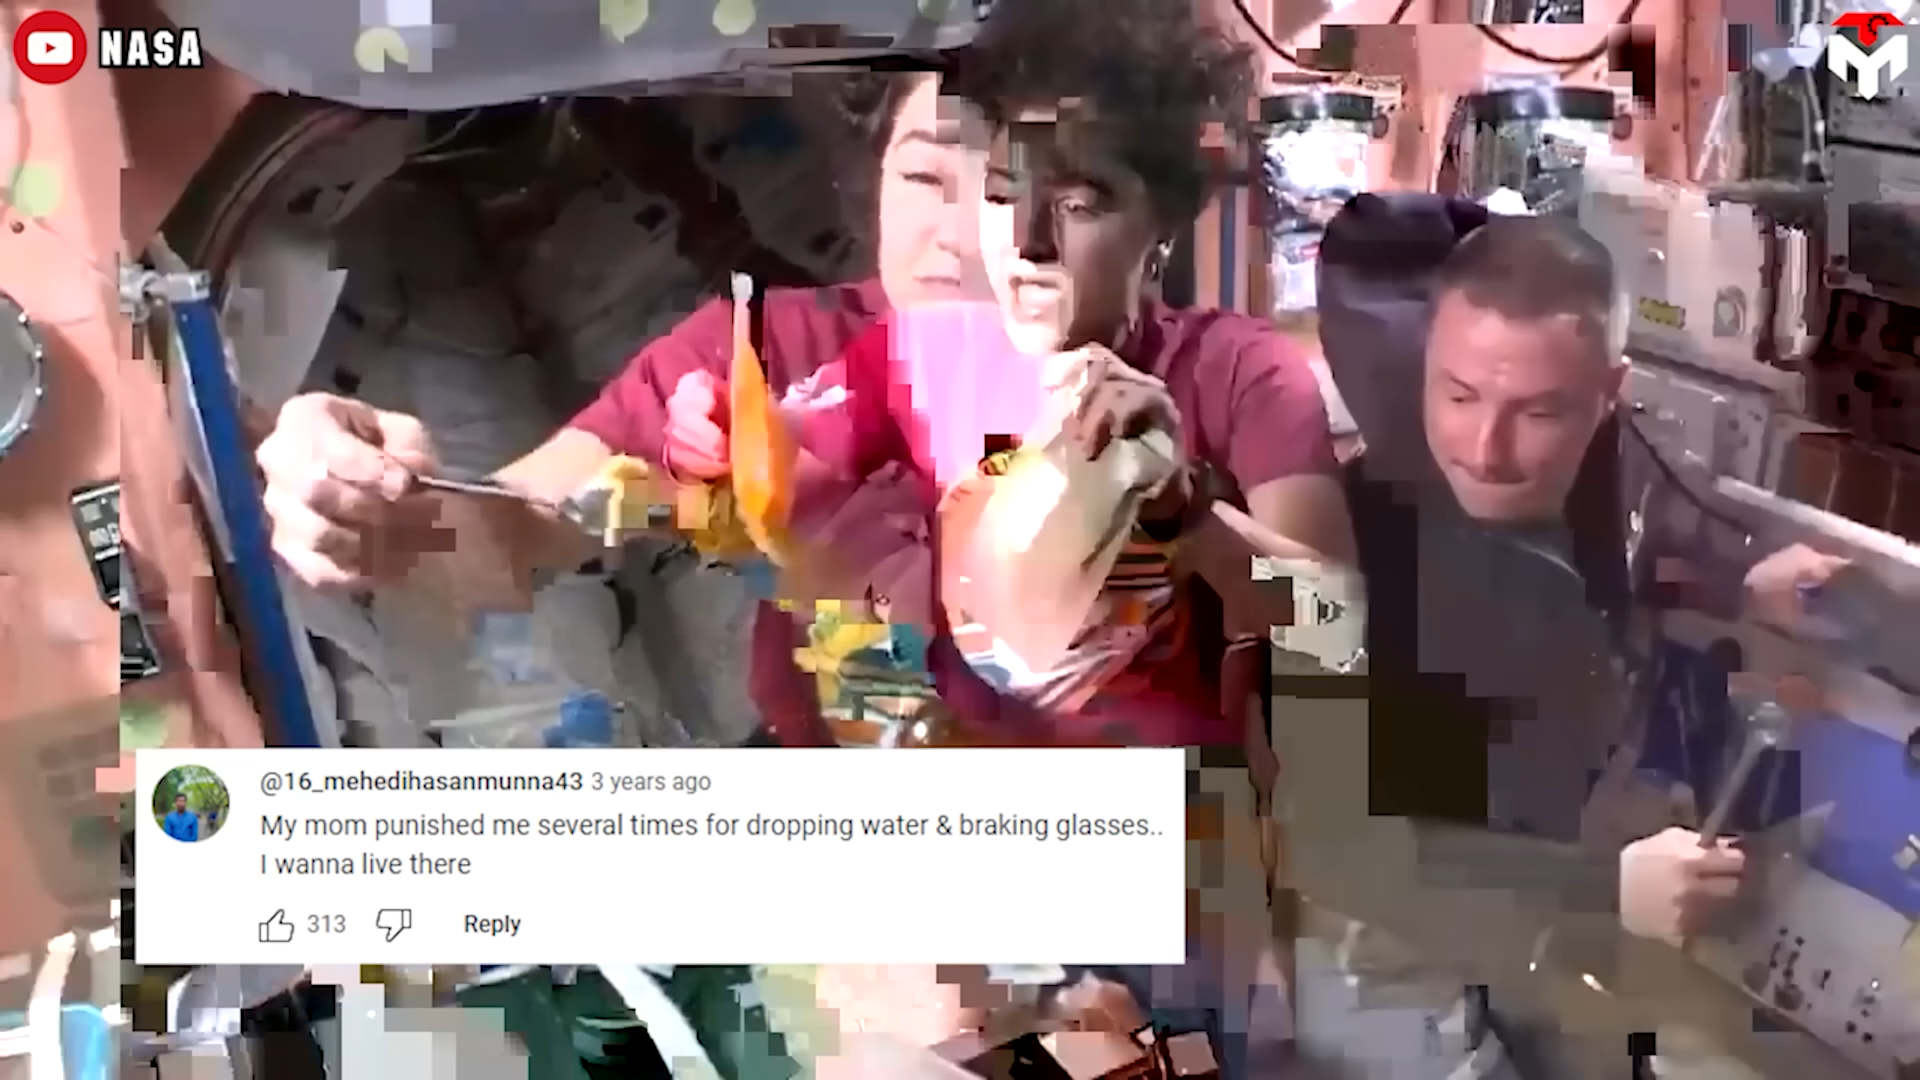 NASA
@16_mehedihasanmunna43 3 years ago
My mom punished me several times for dropping water & braking glasses..
I wanna live there
313 Reply